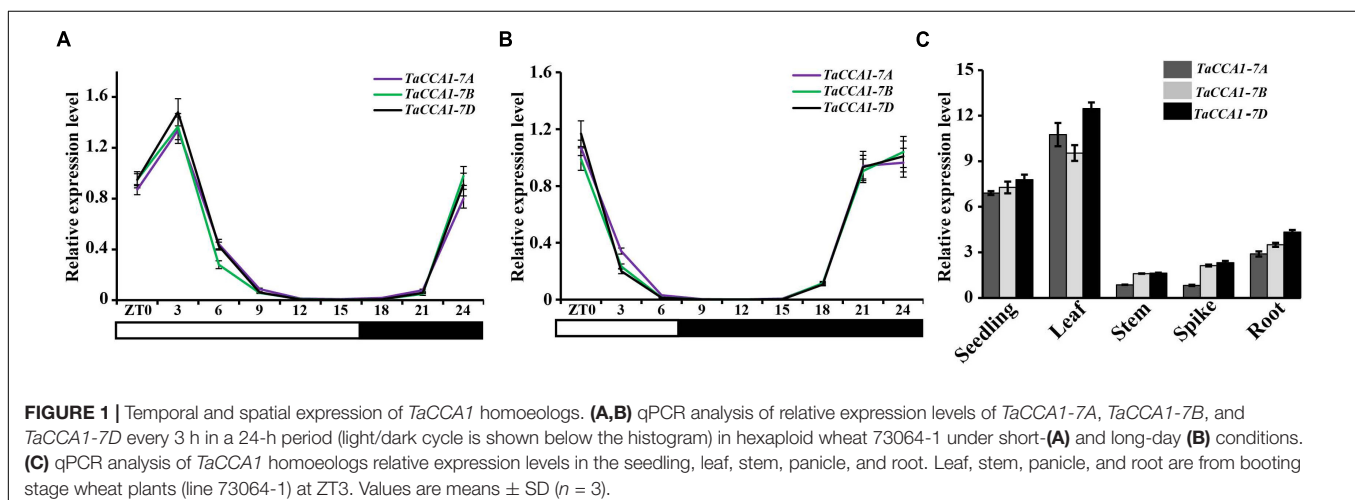 A
Relative expression level
1.6
1.2
0.8
0.4
0
ZT0 3 6 9 12 15 18 21 24
TaCCA1-7A
TaCCA1-7B
TaCCA1-7D
B
Relative expression level
1.6
1.2
0.8
0.4
0
ZT0 3 6 9 12 15 18 21 24
TaCCA1-7A
TaCCA1-7B
TaCCA1-7D
C
Relative expression level
15
12
9
6
3
0
Seedling Leaf Stem Spike Root
TaCCA1-7A
TaCCA1-7B
TaCCA1-7D
FIGURE 1 | Temporal and spatial expression of TaCCA1 homoeologs. (A,B) qPCR analysis of relative expression levels of TaCCA1-7A, TaCCA1-7B, and
TaCCA1-7D every 3 h in a 24-h period (light/dark cycle is shown below the histogram) in hexaploid wheat 73064-1 under short-(A) and long-day (B) conditions.
(C) qPCR analysis of TaCCA1 homoeologs relative expression levels in the seedling, leaf, stem, panicle, and root. Leaf, stem, panicle, and root are from booting
stage wheat plants (line 73064-1) at ZT3. Values are means ± SD (n = 3).